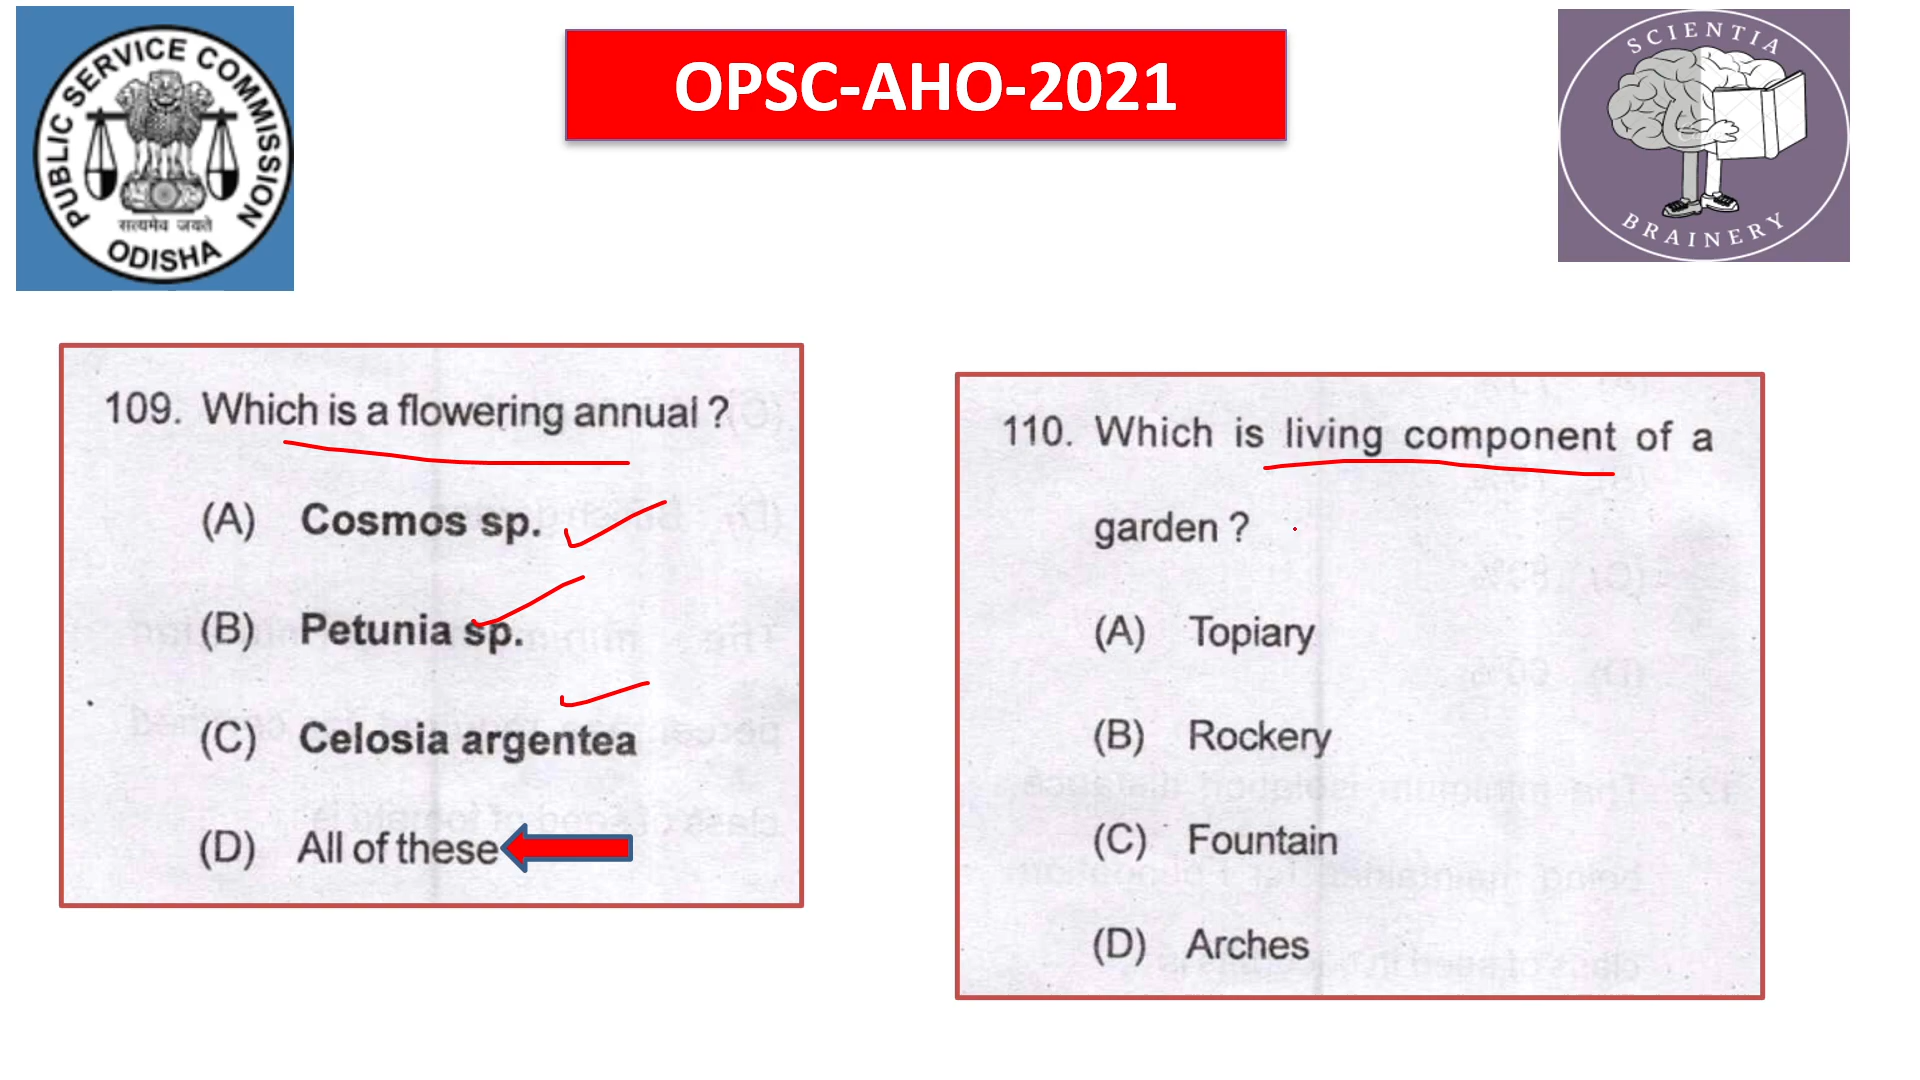 PUBLIC SERVICE COMMISSION
सत्यमेव जयते
ODISHA
OPSC-AHO-2021
SCIENTIA
BRAINERY
109. Which is a flowering annual ?
(A) Cosmos sp.
(B) Petunia sp.
(C) Celosia argentea
(D) All of these
110. Which is living component of a
garden ?
(A) Topiary
(B) Rockery
(C) Fountain
(D) Arches